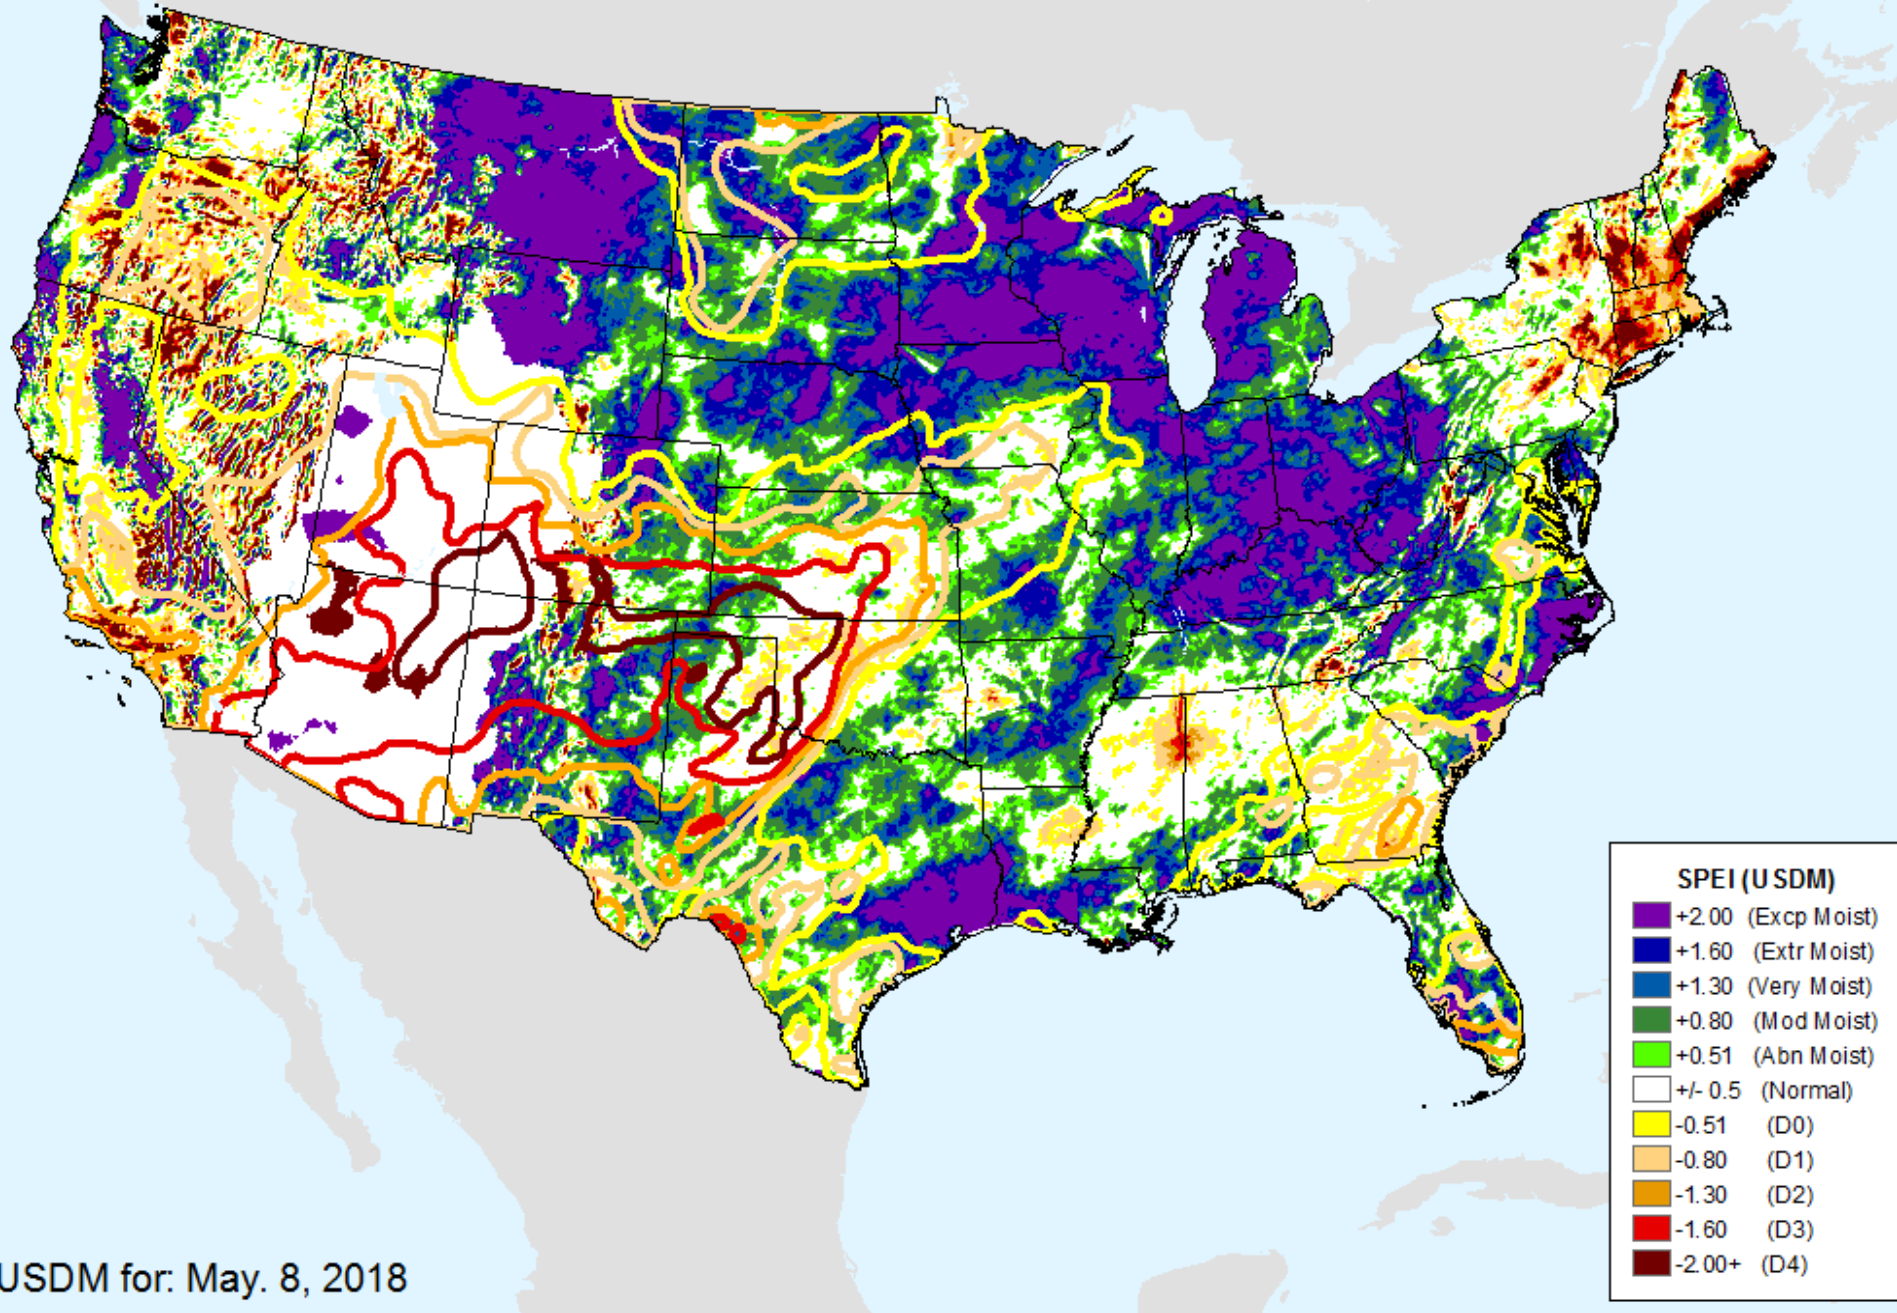 SPEI (USDM)
+2.00 (Excp Moist)
+1.60 (Extr Moist)
+1.30 (Very Moist)
+0.80 (Mod Moist)
+0.51 (Abn Moist)
+/- 0.5 (Normal)
-0.51 (D0)
-0.80 (D1)
-1.30 (D2)
-1.60 (D3)
-2.00+ (D4)
USDM for: May. 8, 2018